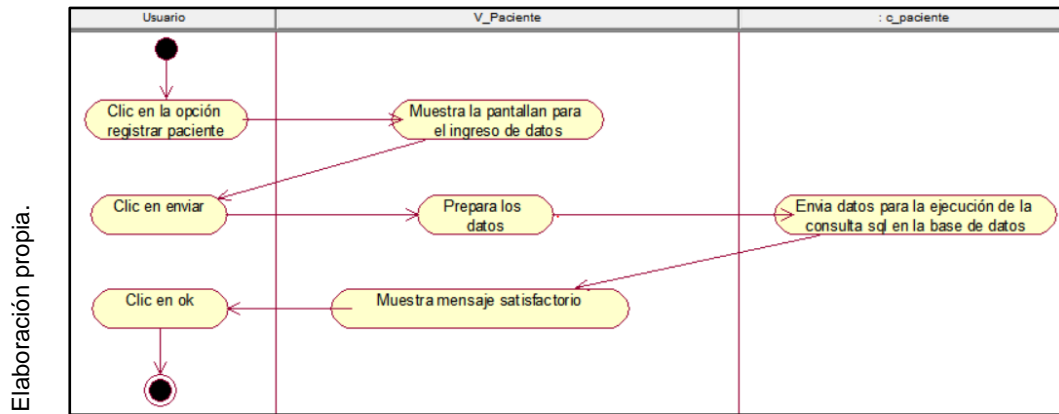 Usuario
V_Paciente
: c_paciente
Clic en la opción
registrar paciente
Muestra la pantallan para
el ingreso de datos
Clic en enviar
Prepara los
datos
Envia datos para la ejecución de la
consulta sql en la base de datos
Clic en ok
Muestra mensaje satisfactorio
Elaboración propia.